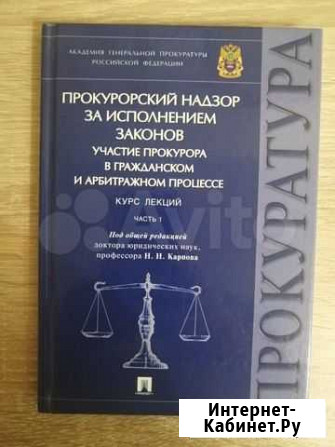 АКАДЕМИЯ ГЕНЕРАЛЬНОЙ ПРОКУРАТУРЫ
РОССИЙСКОЙ ФЕДЕРАЦИИ
ПРОКУРОРСКИЙ НАДЗОР
ЗА ИСПОЛНЕНИЕМ
ЗАКОНОВ
УЧАСТИЕ ПРОКУРОРА
В ГРАЖДАНСКОМ
И АРБИТРАЖНОМ ПРОЦЕССЕ
КУРС ЛЕКЦИЙ
ЧАСТЬ 1
Под общей редакцией
доктора юридических наук,
профессора Н. Н. Карпова
ПРОКУРАТУРА
Avito
Интернет-
Кабинет.Ру